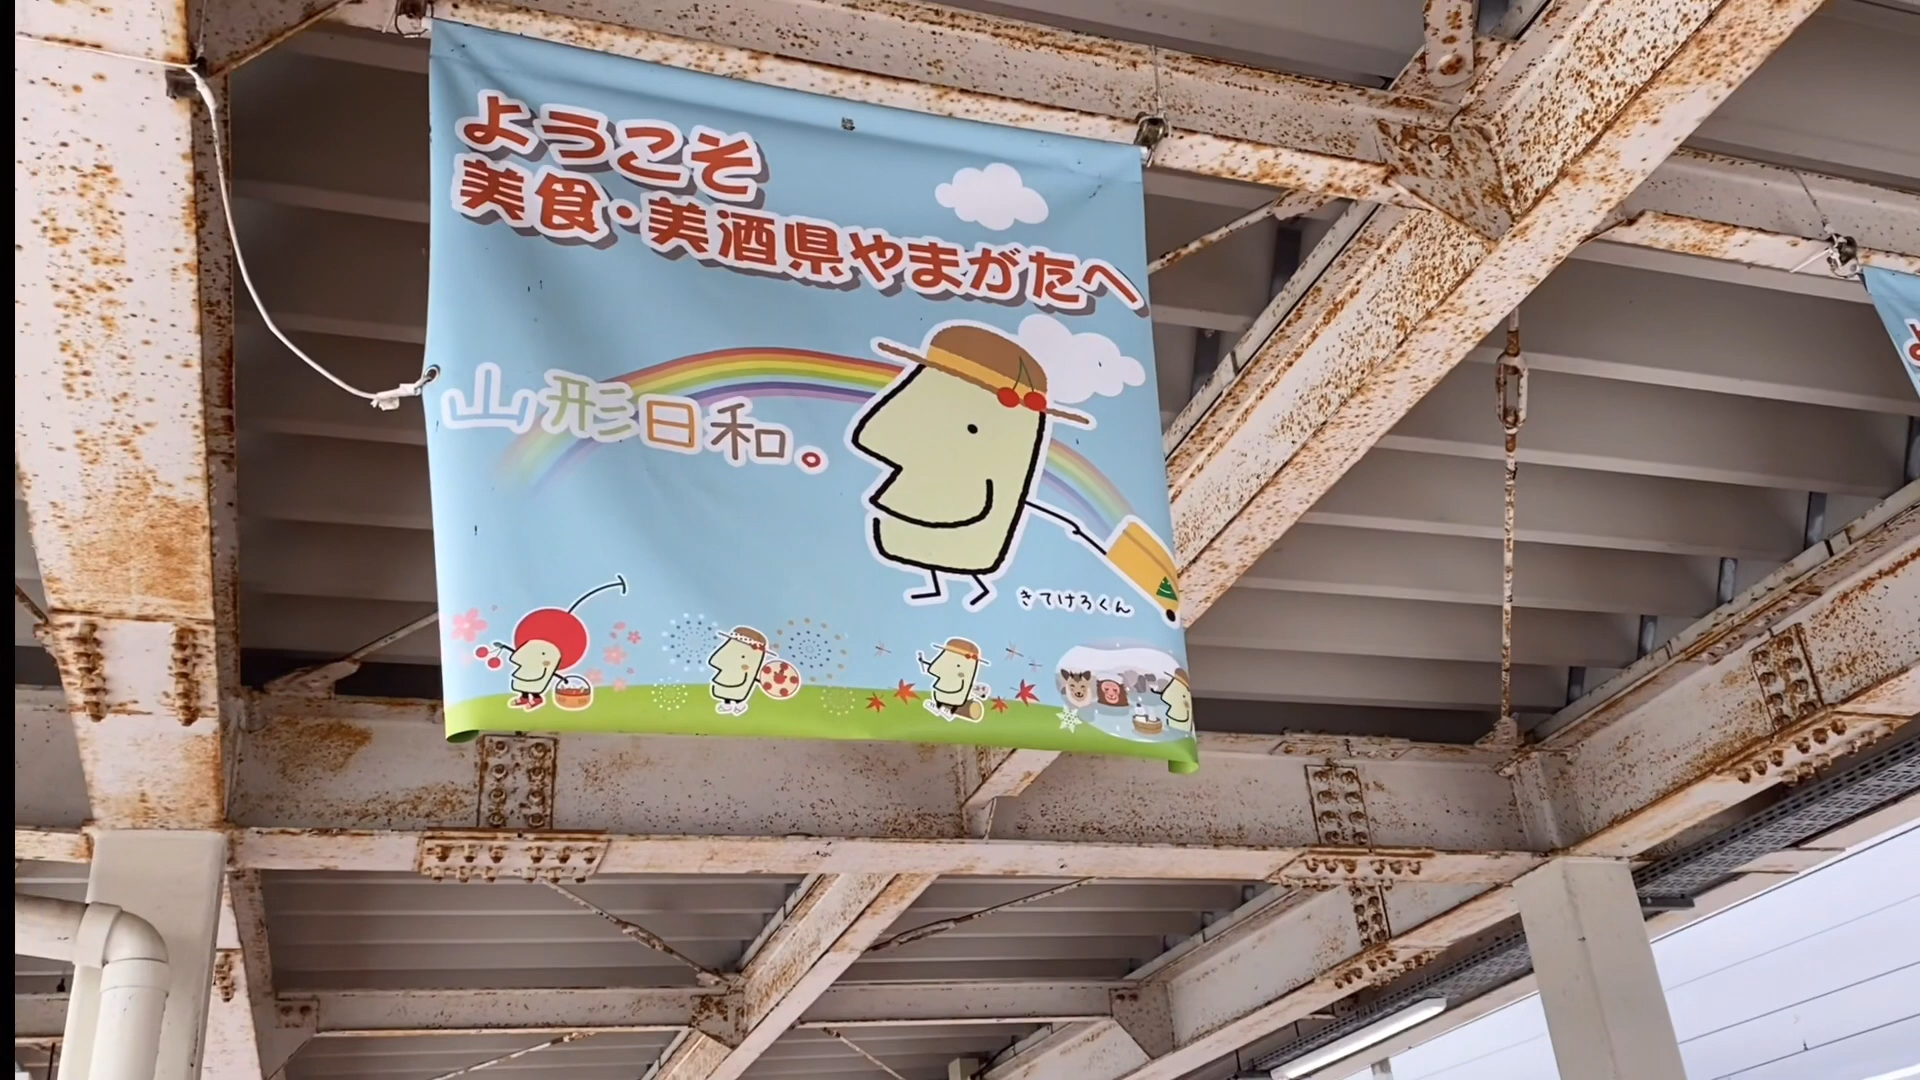 ようこそ
美食・美酒県やまがたへ
山形日和。
きてけろくん